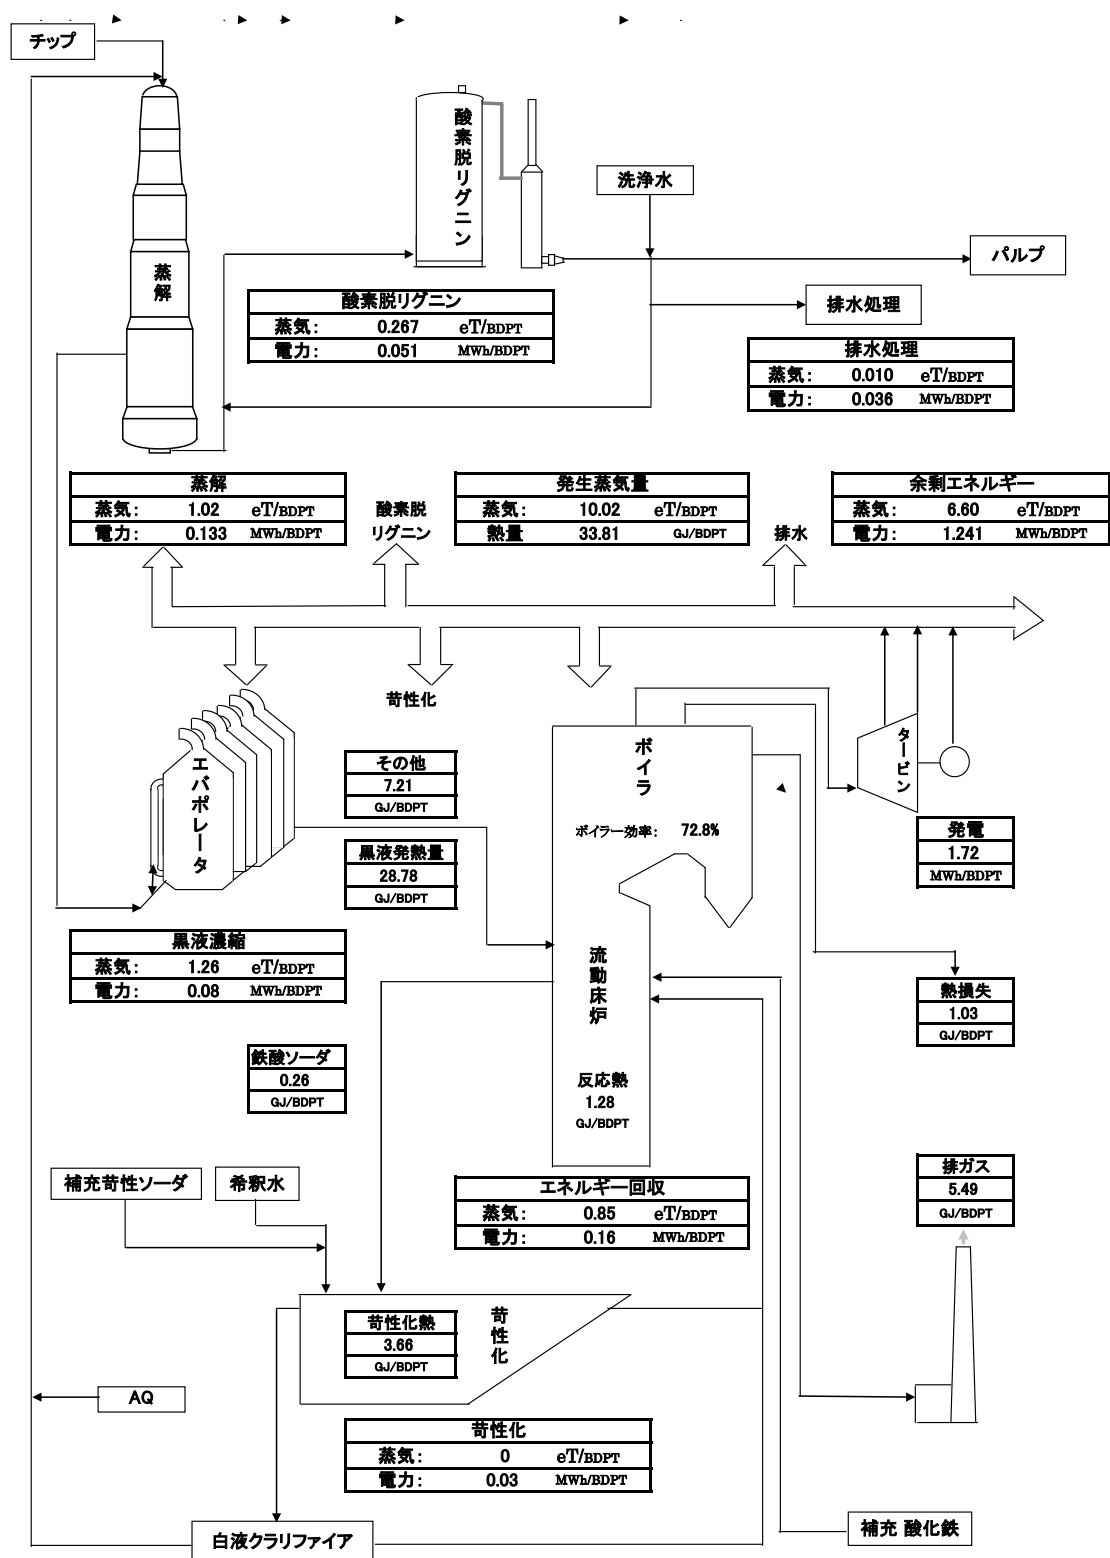 チップ
酸素脱リグニン
洗浄水
パルプ
蒸解
排水処理
酸素脱リグニン
蒸気: 0.267 eT/BDPT
電力: 0.051 MWh/BDPT
排水処理
蒸気: 0.010 eT/BDPT
電力: 0.036 MWh/BDPT
蒸解
蒸気: 1.02 eT/BDPT
電力: 0.133 MWh/BDPT
酸素脱
リグニン
発生蒸気量
蒸気: 10.02 eT/BDPT
熱量 33.81 GJ/BDPT
排水
余剰エネルギー
蒸気: 6.60 eT/BDPT
電力: 1.241 MWh/BDPT
苛性化
エバポレータ
その他
7.21
GJ/BDPT
ボイラ
ボイラー効率: 72.8%
タービン
発電
1.72
MWh/BDPT
黒液発熱量
28.78
GJ/BDPT
黒液濃縮
蒸気: 1.26 eT/BDPT
電力: 0.08 MWh/BDPT
流動床炉
熱損失
1.03
GJ/BDPT
鉄酸ソーダ
0.26
GJ/BDPT
反応熱
1.28
GJ/BDPT
補充苛性ソーダ
希釈水
エネルギー回収
蒸気: 0.85 eT/BDPT
電力: 0.16 MWh/BDPT
排ガス
5.49
GJ/BDPT
苛性化熱
3.66
GJ/BDPT
苛性化
AQ
苛性化
蒸気: 0 eT/BDPT
電力: 0.03 MWh/BDPT
白液クラリファイア
補充 酸化鉄